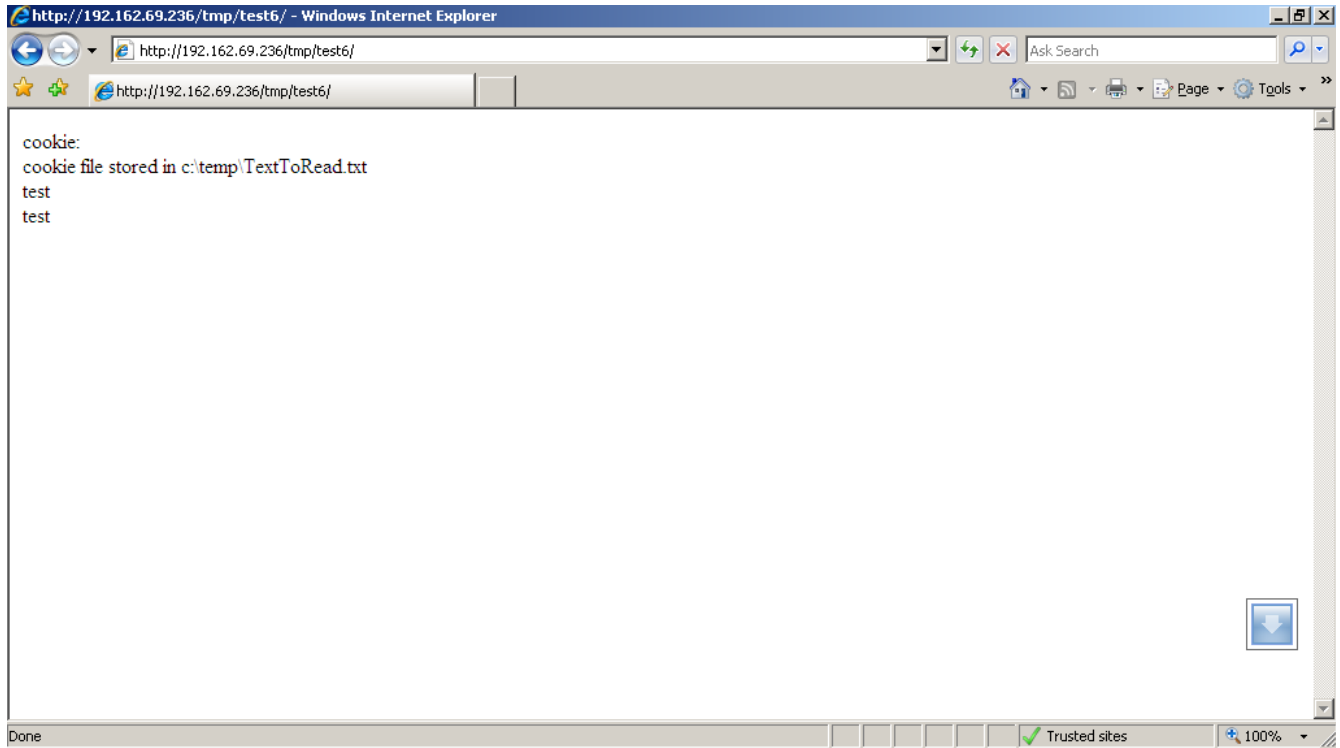 http://192.162.69.236/tmp/test6/ - Windows Internet Explorer
http://192.162.69.236/tmp/test6/
Ask Search
http://192.162.69.236/tmp/test6/
Page
Tools
cookie:
cookie file stored in c:\temp\TextToRead.txt
test
test
Done
Trusted sites
100%